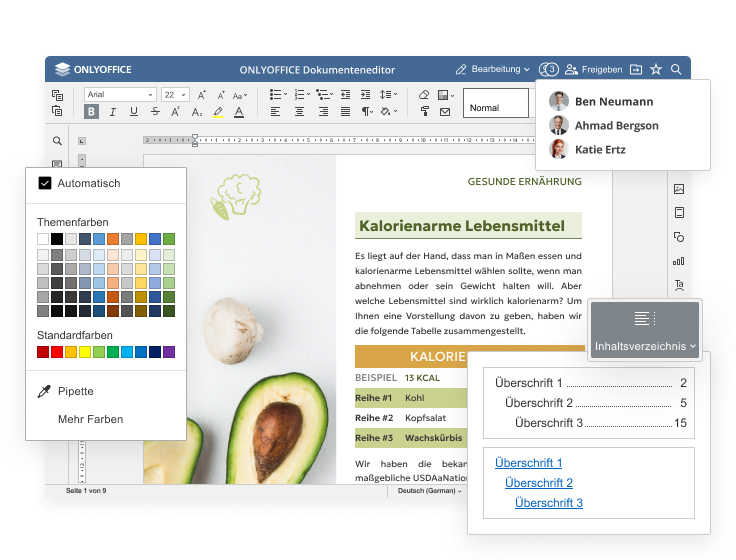 ONLYOFFICE
ONLYOFFICE Dokumenteneditor
Bearbeitung
3
Freigeben
Arial
22
Normal
Ben Neumann
Ahmad Bergson
Katie Ertz
Automatisch
Themenfarben
Standardfarben
Pipette
Mehr Farben
GESUNDE ERNÄHRUNG
Kalorienarme Lebensmittel
Es liegt auf der Hand, dass man in Maßen essen und
kalorienarme Lebensmittel wählen sollte, wenn man
abnehmen oder sein Gewicht halten will. Aber
welche Lebensmittel sind wirklich kalorienarm? Um
Ihnen eine Vorstellung davon zu geben, haben wir
die folgende Tabelle zusammengestellt.
KALORIE
BEISPIEL 13 KCAL
Reihe #1 Kohl
Reihe #2 Kopfsalat
Reihe #3 Wachskürbis
Wir haben die bekan
maßgebliche USDAaNation
Inhaltsverzeichnis
Überschrift 1 2
Überschrift 2 5
Überschrift 3 15
Überschrift 1
Überschrift 2
Überschrift 3
Seite 1 von 9
Deutsch (German)